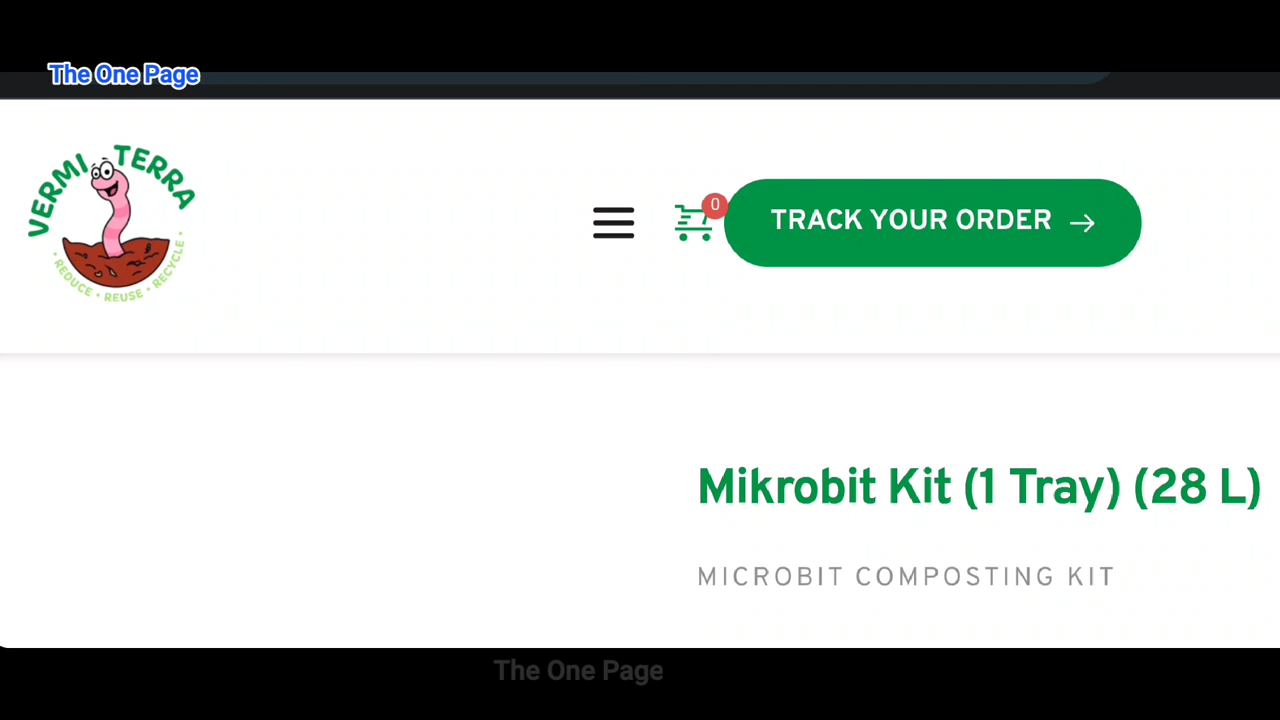 The One Page
VERMI TERRA
• REDUCE • REUSE • RECYCLE •
0
TRACK YOUR ORDER →
Mikrobit Kit (1 Tray) (28 L)
MICROBIT COMPOSTING KIT
The One Page